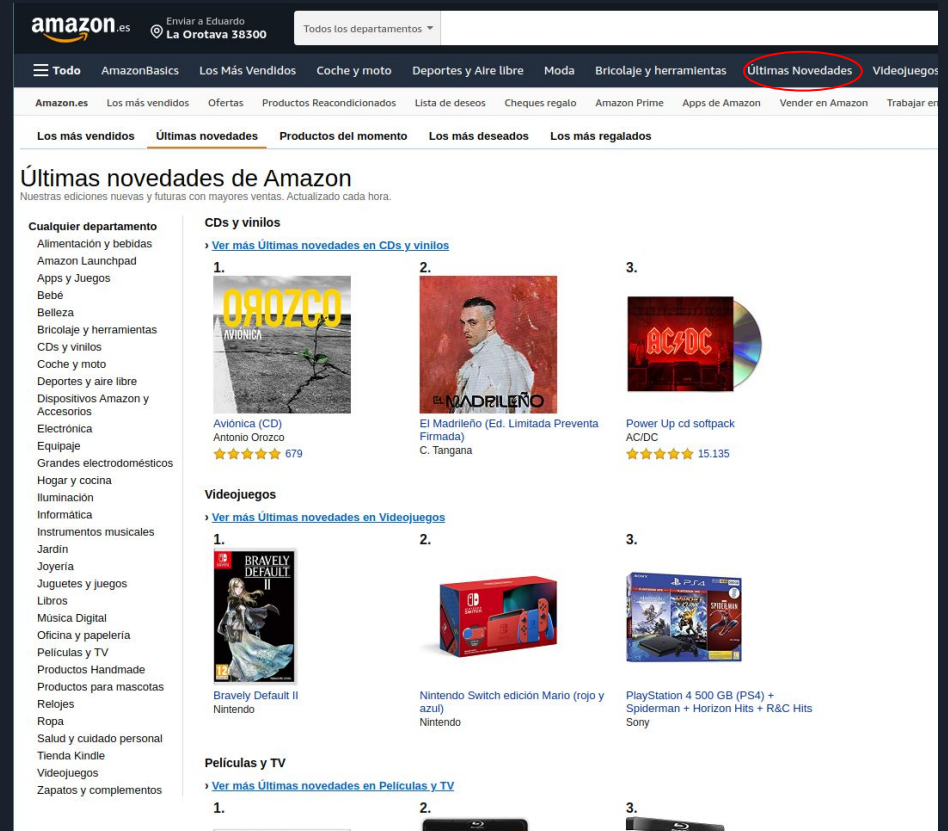 amazon.es
Enviar a Eduardo
La Orotava 38300
Todos los departamentos
Todo AmazonBasics Los Más Vendidos Coche y moto Deportes y Aire libre Moda Bricolaje y herramientas Últimas Novedades Videojuegos
Amazon.es Los más vendidos Ofertas Productos Reacondicionados Lista de deseos Cheques regalo Amazon Prime Apps de Amazon Vender en Amazon Trabajar en
Los más vendidos Últimas novedades Productos del momento Los más deseados Los más regalados
Últimas novedades de Amazon
Nuestras ediciones nuevas y futuras con mayores ventas. Actualizado cada hora.
Cualquier departamento
Alimentación y bebidas
Amazon Launchpad
Apps y Juegos
Bebé
Belleza
Bricolaje y herramientas
CDs y vinilos
Coche y moto
Deportes y aire libre
Dispositivos Amazon y
Accesorios
Electrónica
Equipaje
Grandes electrodomésticos
Hogar y cocina
Iluminación
Informática
Instrumentos musicales
Jardín
Joyería
Juguetes y juegos
Libros
Música Digital
Oficina y papelería
Películas y TV
Productos Handmade
Productos para mascotas
Relojes
Ropa
Salud y cuidado personal
Tienda Kindle
Videojuegos
Zapatos y complementos
CDs y vinilos
› Ver más Últimas novedades en CDs y vinilos
1. 2. 3.
OROZCO
AVIÓNICA
EL MADRILEÑO
AC/DC
Aviónica (CD)
Antonio Orozco
679
El Madrileño (Ed. Limitada Preventa
Firmada)
C. Tangana
Power Up cd softpack
AC/DC
15.135
Videojuegos
› Ver más Últimas novedades en Videojuegos
1. 2. 3.
BRAVELY
DEFAULT
II
12
SONY
PS4
SPIDER-MAN
Bravely Default II
Nintendo
Nintendo Switch edición Mario (rojo y
azul)
Nintendo
PlayStation 4 500 GB (PS4) +
Spiderman + Horizon Hits + R&C Hits
Sony
Películas y TV
› Ver más Últimas novedades en Películas y TV
1. 2. 3.